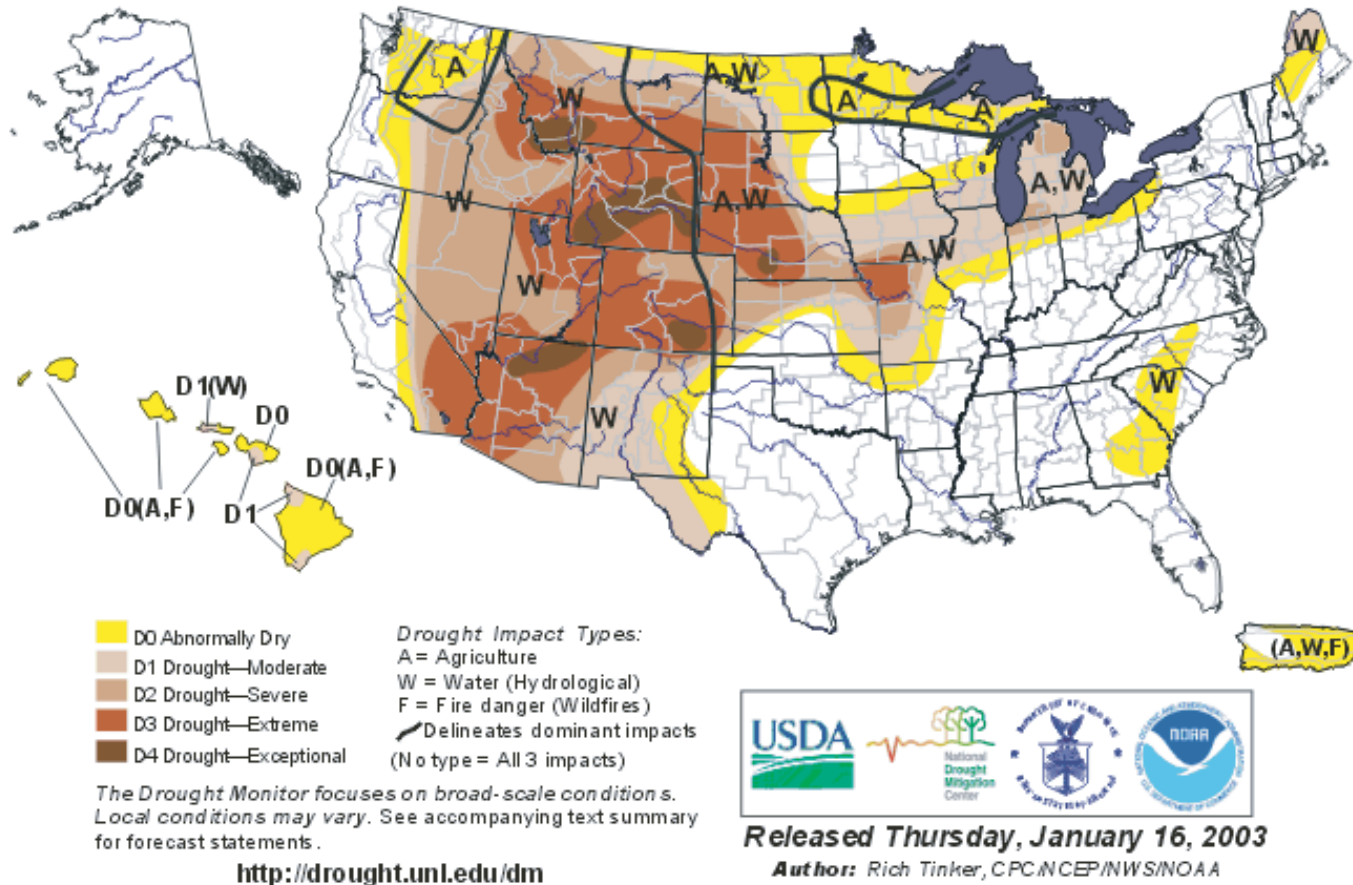 A
W
A,W
A
A
W
W
A,W
A,W
A,W
W
W
W
D1(W)
D0
D0(A,F)
D0(A,F)
D1
(A,W,F)
D0 Abnormally Dry
D1 Drought—Moderate
D2 Drought—Severe
D3 Drought—Extreme
D4 Drought—Exceptional
Drought Impact Types:
A = Agriculture
W = Water (Hydrological)
F = Fire danger (Wildfires)
Delineates dominant impacts
(No type = All 3 impacts)
The Drought Monitor focuses on broad-scale conditions.
Local conditions may vary. See accompanying text summary
for forecast statements.
http://drought.unl.edu/dm
USDA
National
Drought
Mitigation
Center
NOAA
Released Thursday, January 16, 2003
Author: Rich Tinker, CPC/NCEP/NWS/NOAA